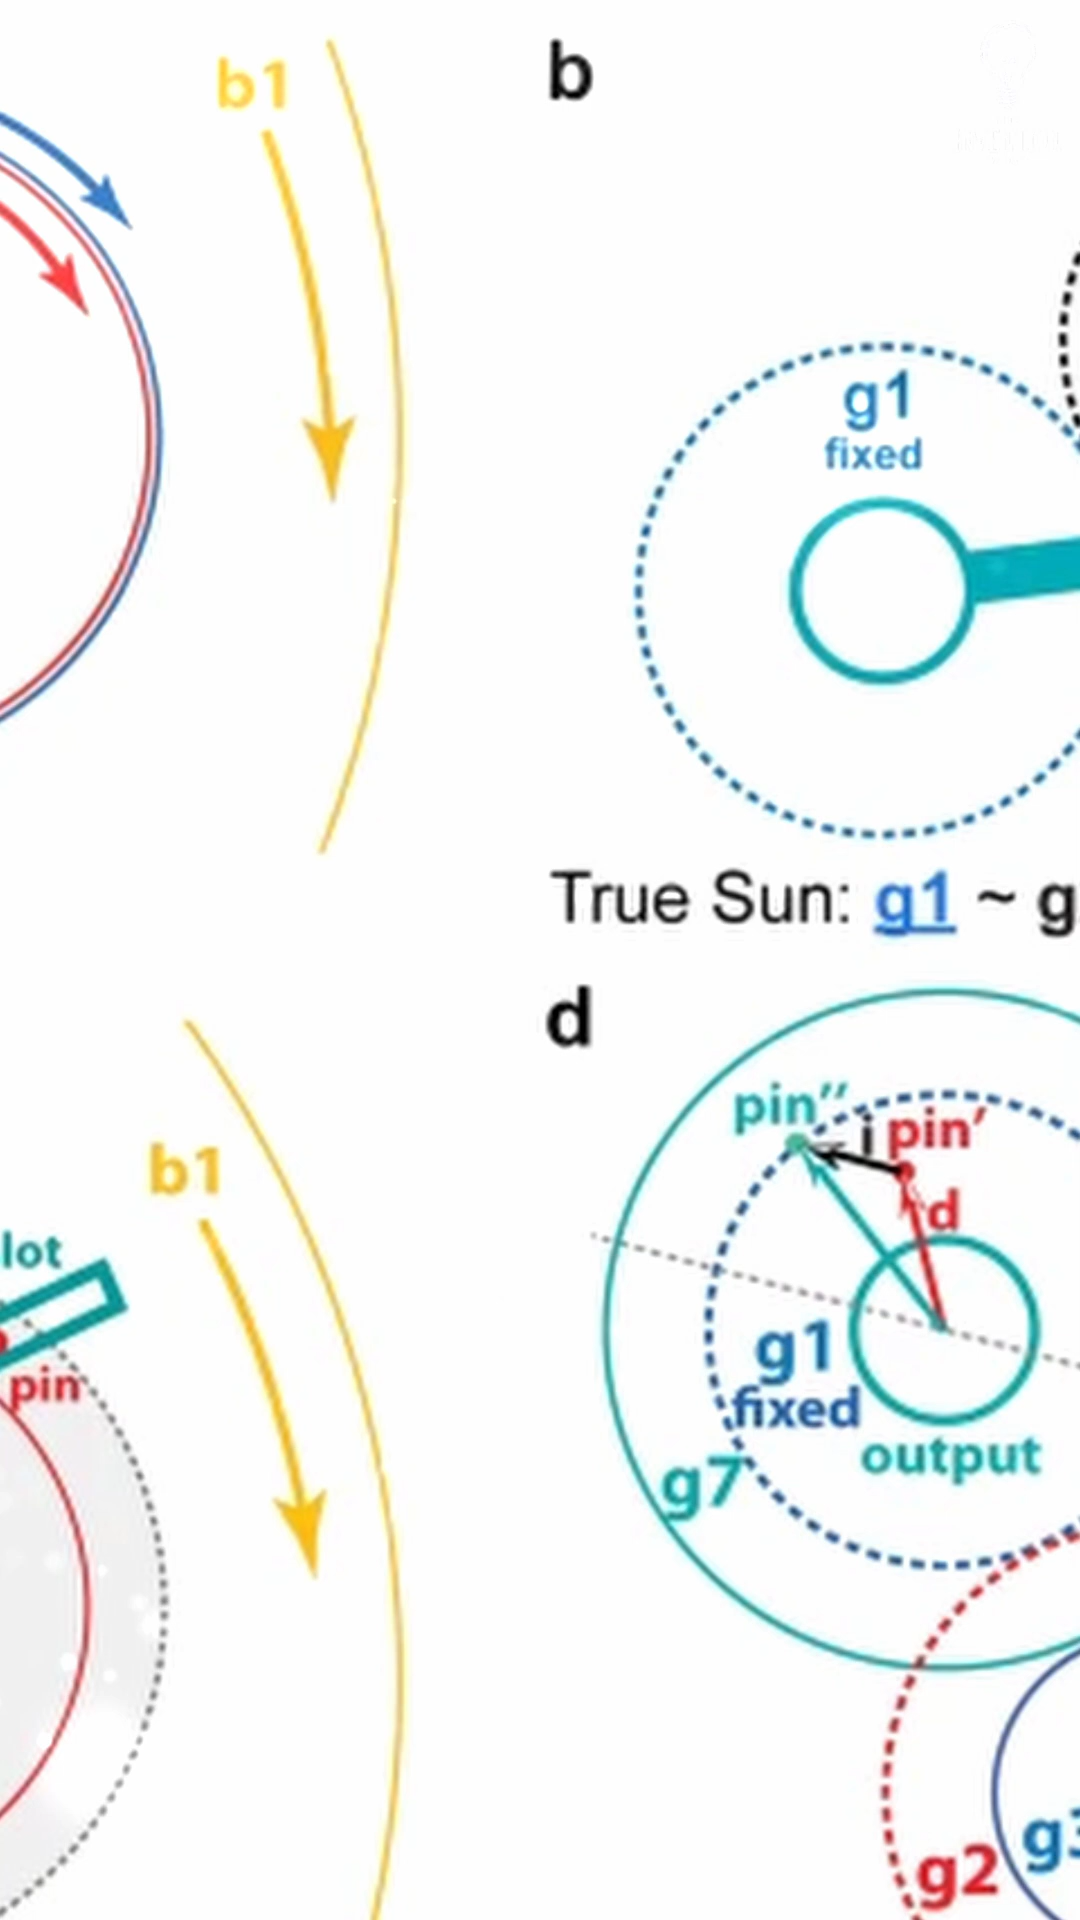 b1
b
g1
fixed
True Sun: g1 ~ g
d
pin″
i
pin′
d
b1
lot
pin
g1
fixed
output
g7
g3
g2